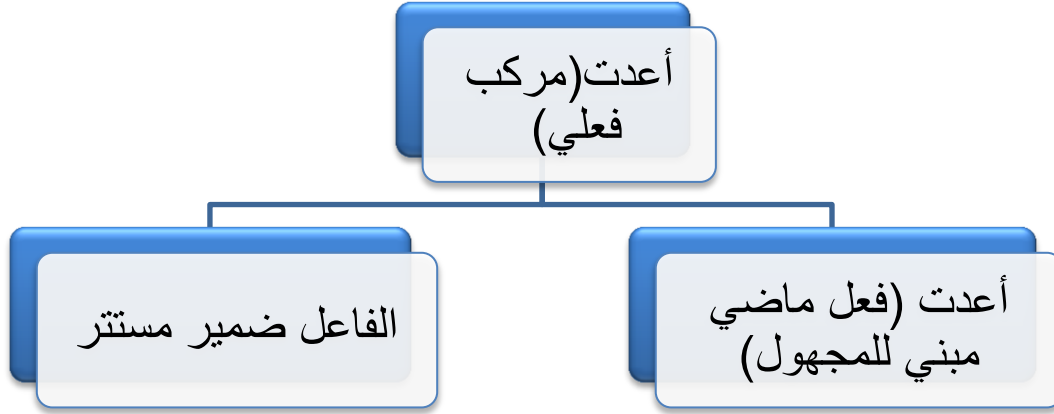 أعدت(مركب
فعلي)
أعدت (فعل ماضي
مبني للمجهول)
الفاعل ضمير مستتر